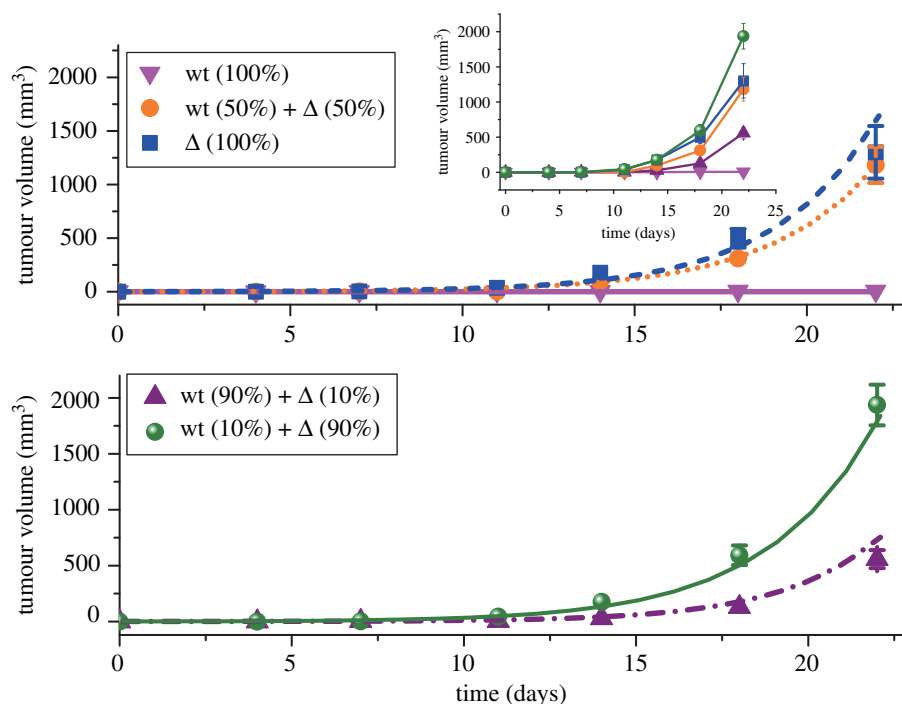 2000
1500
1000
500
0
tumour volume (mm³)
wt (100%)
wt (50%) + Δ (50%)
Δ (100%)
2000
1500
1000
500
0
tumour volume (mm³)
0 5 10 15 20 25
time (days)
0 5 10 15 20
2000
1500
1000
500
0
tumour volume (mm³)
wt (90%) + Δ (10%)
wt (10%) + Δ (90%)
0 5 10 15 20
time (days)